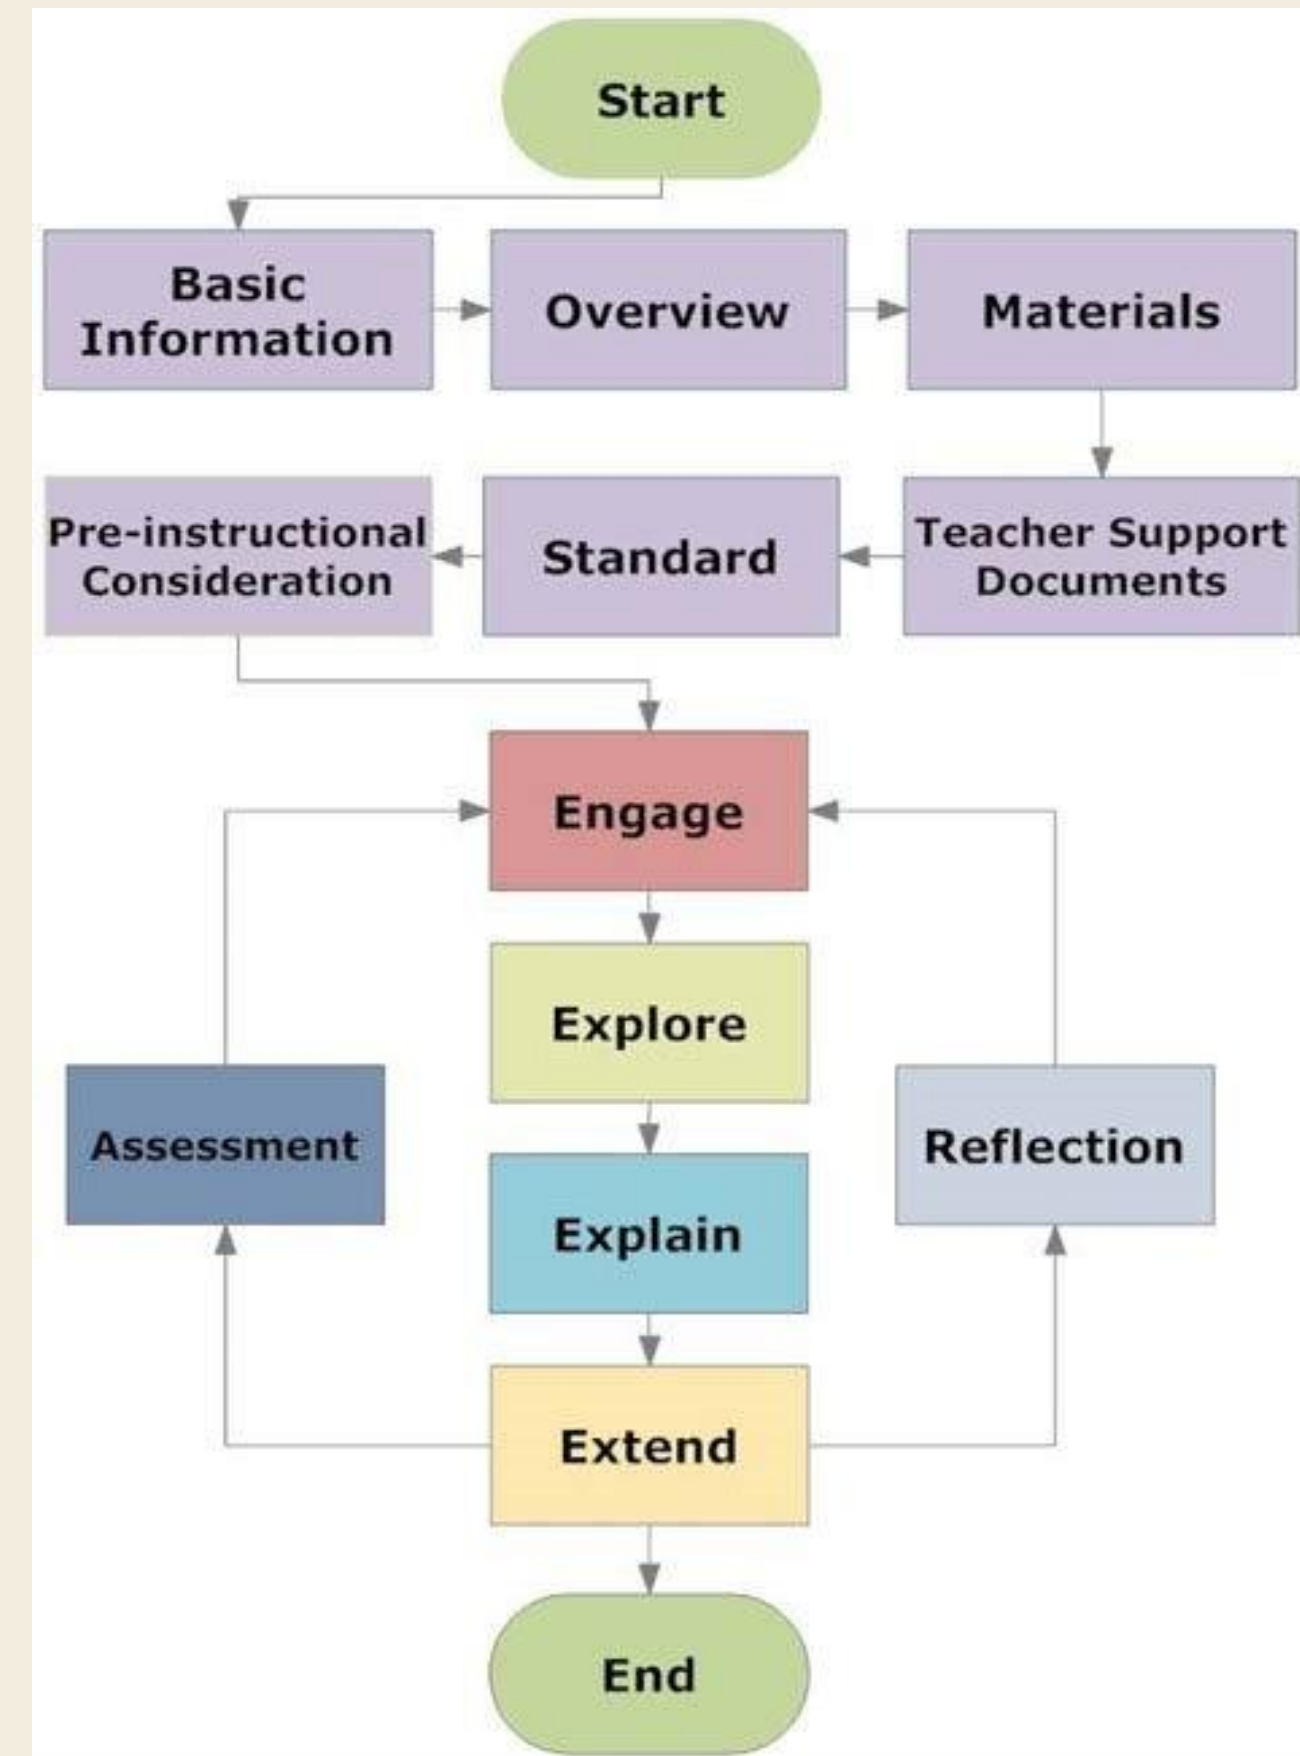 Start
Basic
Information
Overview
Materials
Pre-instructional
Consideration
Standard
Teacher Support
Documents
Engage
Explore
Assessment
Reflection
Explain
Extend
End